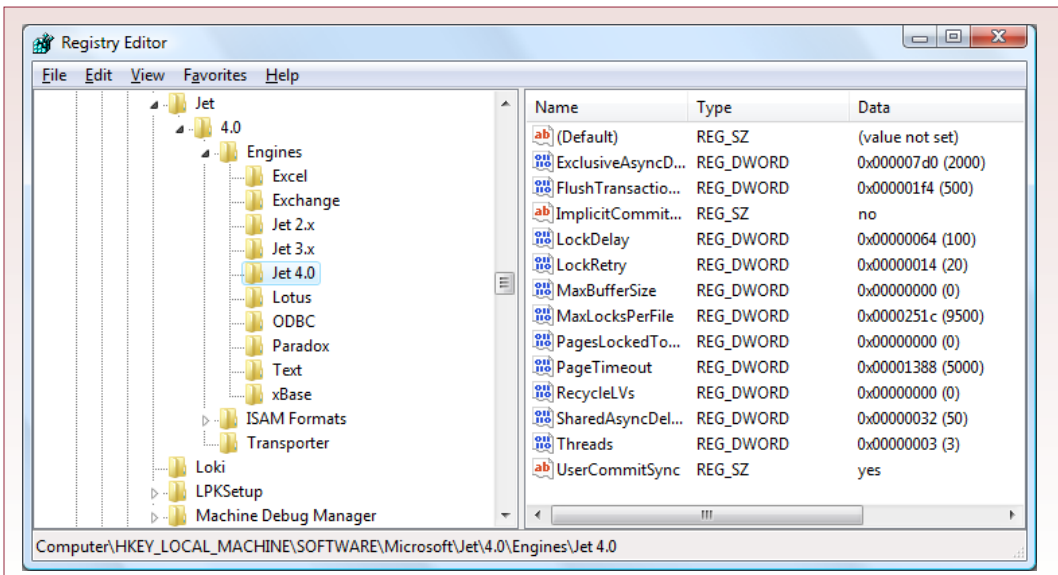 Registry Editor
File Edit View Favorites Help
Jet
4.0
Engines
Excel
Exchange
Jet 2.x
Jet 3.x
Jet 4.0
Lotus
ODBC
Paradox
Text
xBase
ISAM Formats
Transporter
Loki
LPKSetup
Machine Debug Manager
Name Type Data
(Default) REG_SZ (value not set)
ExclusiveAsyncD... REG_DWORD 0x000007d0 (2000)
FlushTransactio... REG_DWORD 0x000001f4 (500)
ImplicitCommit... REG_SZ no
LockDelay REG_DWORD 0x00000064 (100)
LockRetry REG_DWORD 0x00000014 (20)
MaxBufferSize REG_DWORD 0x00000000 (0)
MaxLocksPerFile REG_DWORD 0x0000251c (9500)
PagesLockedTo... REG_DWORD 0x00000000 (0)
PageTimeout REG_DWORD 0x00001388 (5000)
RecycleLVs REG_DWORD 0x00000000 (0)
SharedAsyncDel... REG_DWORD 0x00000032 (50)
Threads REG_DWORD 0x00000003 (3)
UserCommitSync REG_SZ yes
Computer\HKEY_LOCAL_MACHINE\SOFTWARE\Microsoft\Jet\4.0\Engines\Jet 4.0